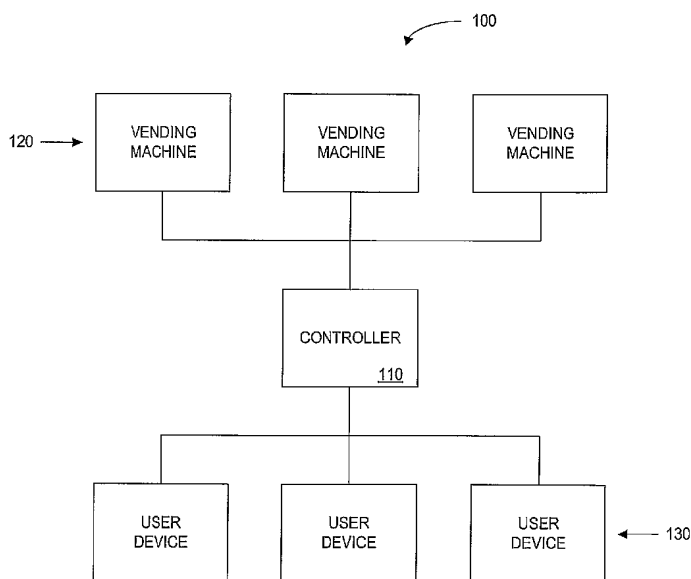 100
120
VENDING
MACHINE
VENDING
MACHINE
VENDING
MACHINE
CONTROLLER
110
USER
DEVICE
USER
DEVICE
USER
DEVICE
130